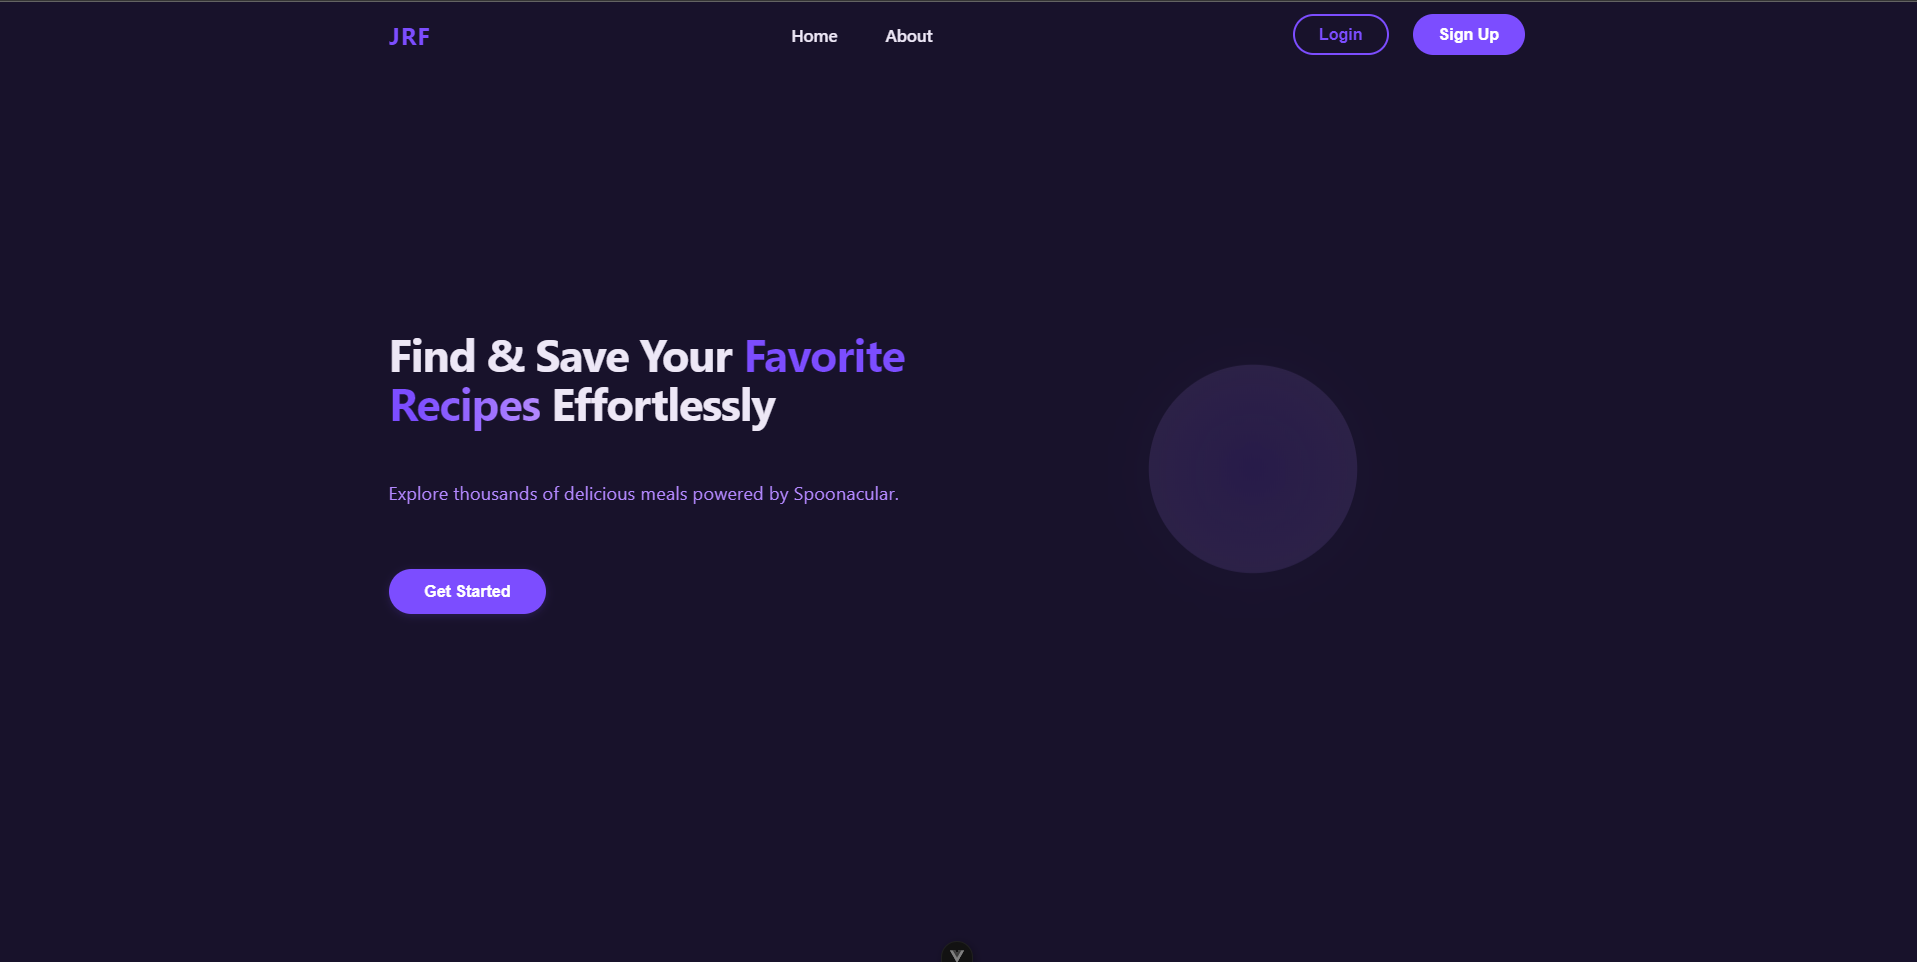 JRF
Home
About
Login
Sign Up
Find & Save Your Favorite
Recipes Effortlessly
Explore thousands of delicious meals powered by Spoonacular.
Get Started